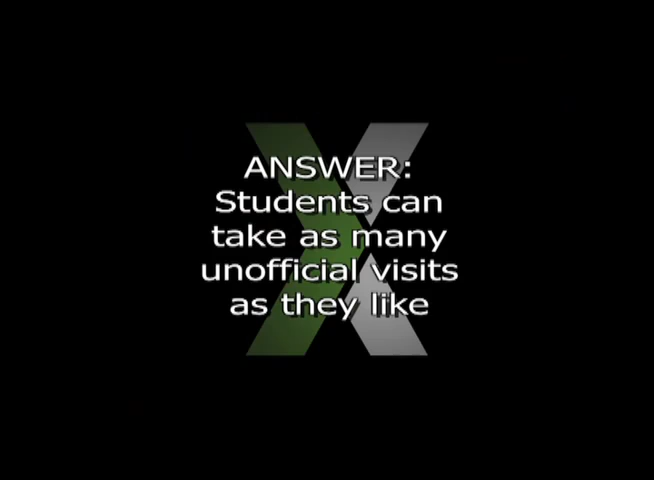 ANSWER:
Students can
take as many
unofficial visits
as they like